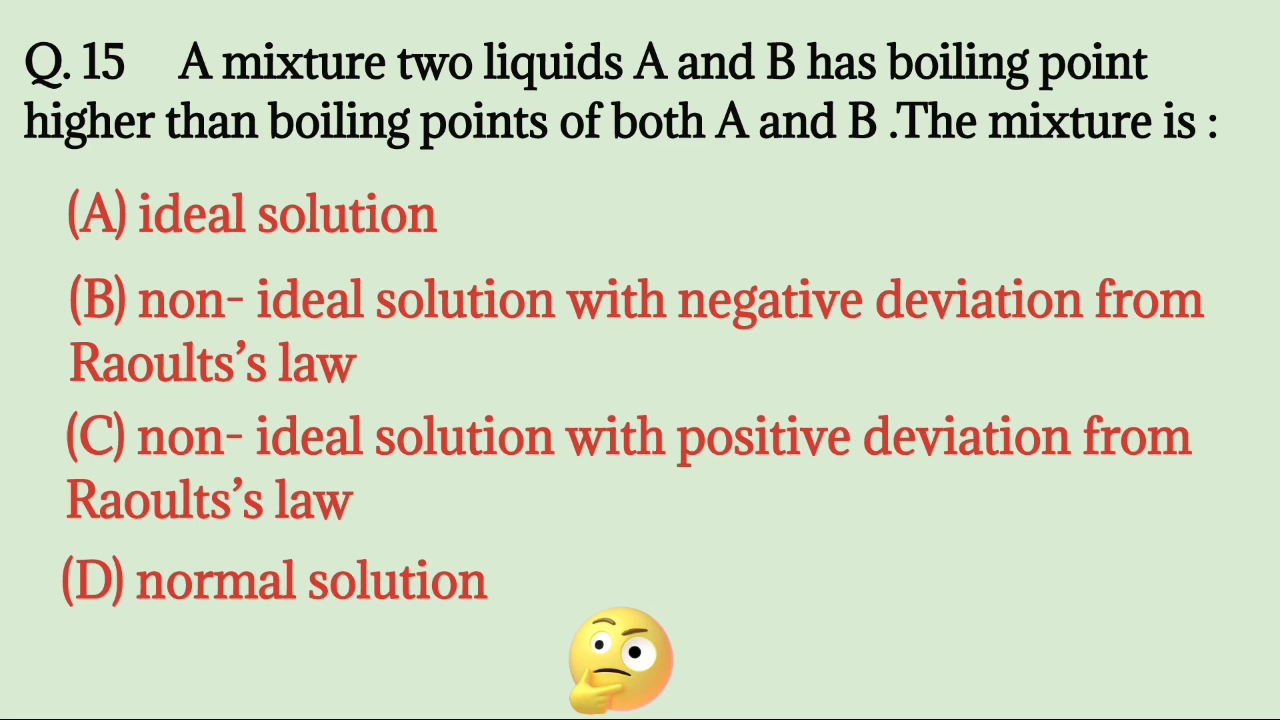 Q. 15 A mixture two liquids A and B has boiling point
higher than boiling points of both A and B .The mixture is :
(A) ideal solution
(B) non- ideal solution with negative deviation from
Raoults’s law
(C) non- ideal solution with positive deviation from
Raoults’s law
(D) normal solution